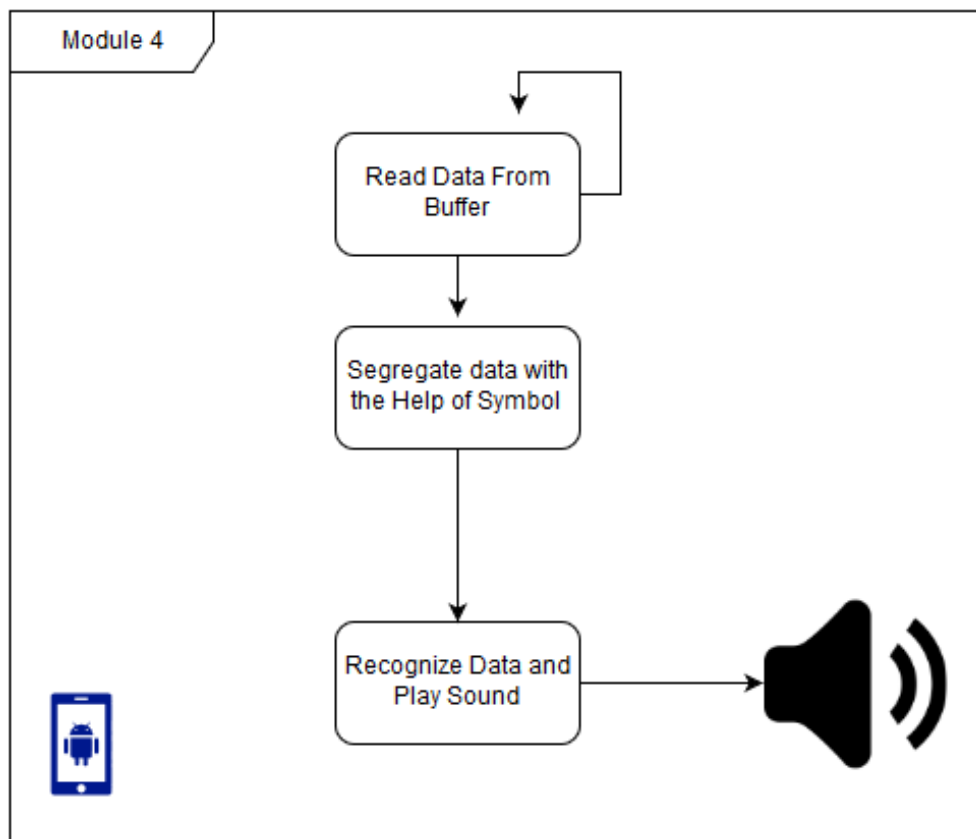 Module 4
Read Data From
Buffer
Segregate data with
the Help of Symbol
Recognize Data and
Play Sound